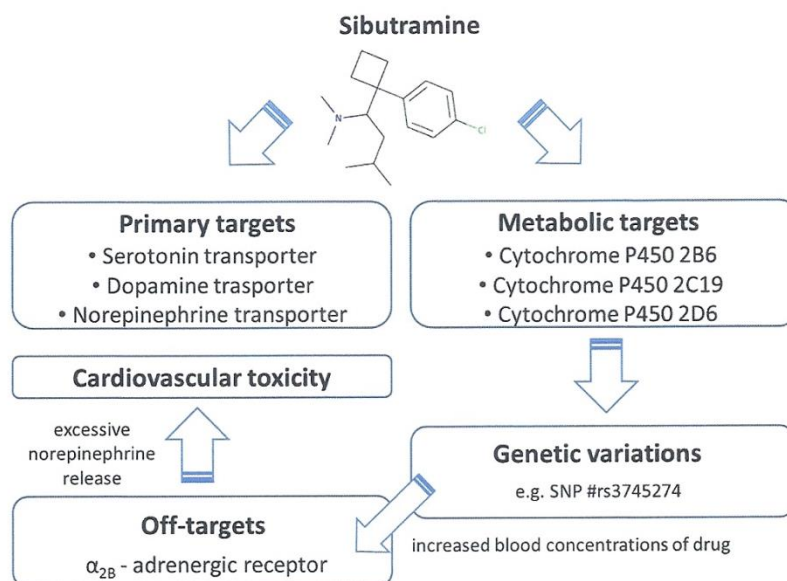 Sibutramine
N
Cl
Primary targets
• Serotonin transporter
• Dopamine trasporter
• Norepinephrine transporter
Metabolic targets
• Cytochrome P450 2B6
• Cytochrome P450 2C19
• Cytochrome P450 2D6
Cardiovascular toxicity
excessive
norepinephrine
release
Genetic variations
e.g. SNP #rs3745274
Off-targets
α2B - adrenergic receptor
increased blood concentrations of drug